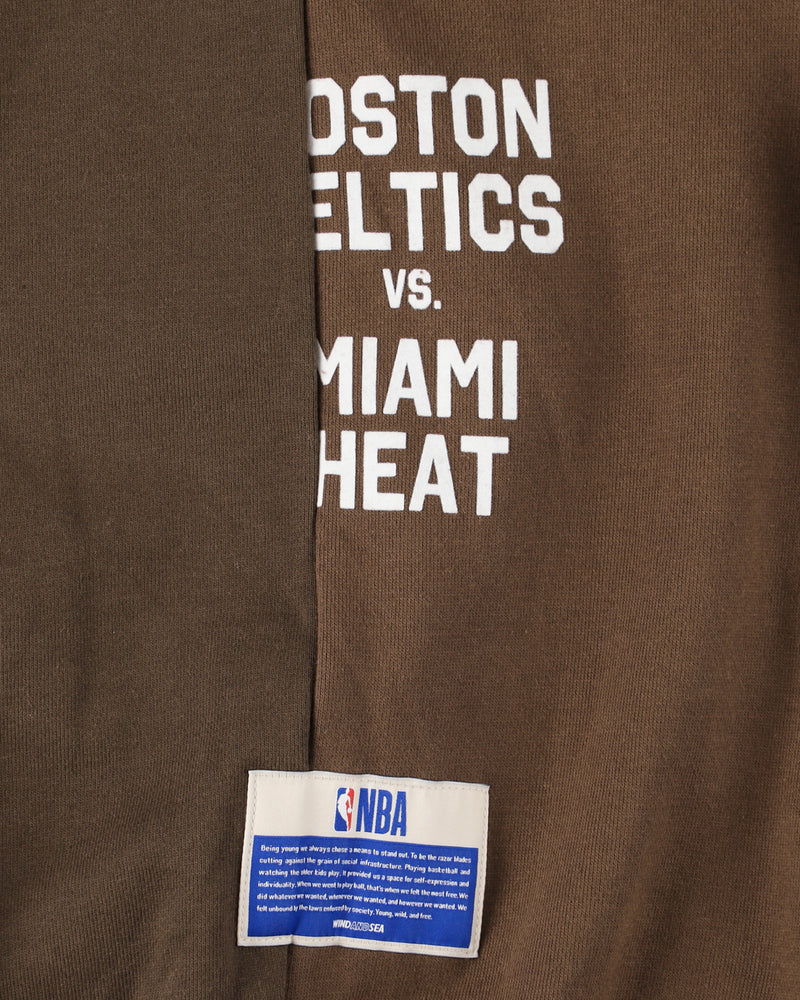 OSTON
ELTICS
VS.
MIAMI
HEAT
NBA
Being young we always chose a means to stand out. To be the razor blades
cutting against the grain of social infrastructure. Playing basketball and
watching the older kids play. It provided us a space for self-expression and
individuality. When we went to play ball, that's when we felt the most free. We
did whatever we wanted, whenever we wanted, and however we wanted. We
felt unbound by the laws enforced by society. Young, wild, and free.
WINDANDSEA